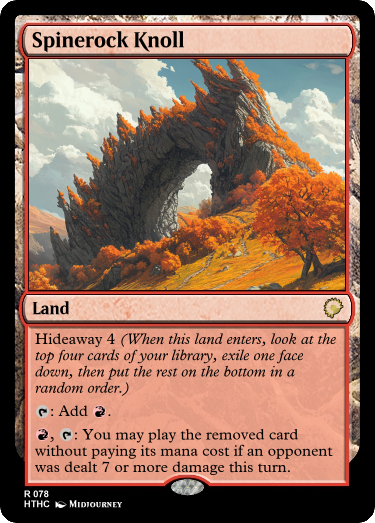 Spinerock Knoll
Land
Hideaway 4 (When this land enters, look at the
top four cards of your library, exile one face
down, then put the rest on the bottom in a
random order.)
: Add .
, : You may play the removed card
without paying its mana cost if an opponent
was dealt 7 or more damage this turn.
R 078
HTHC Midjourney